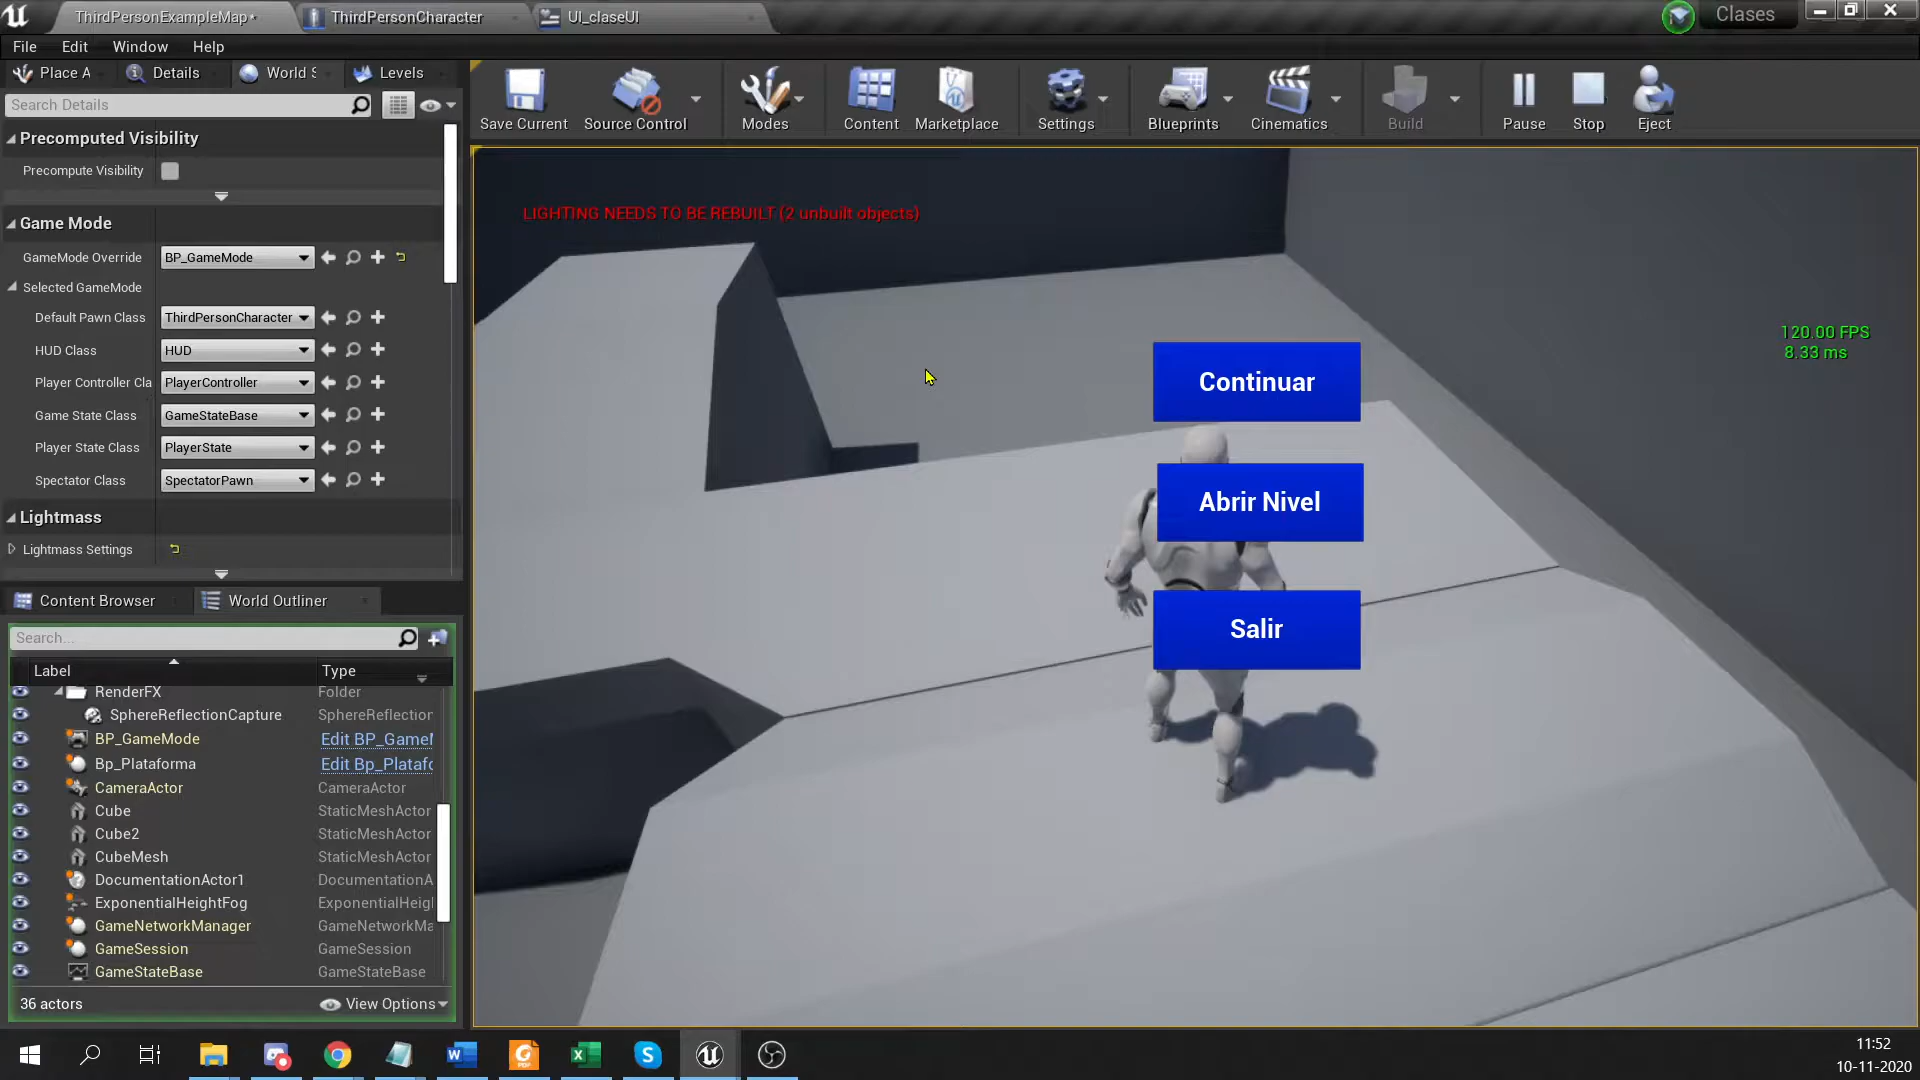 ThirdPersonExampleMap*
ThirdPersonCharacter
UI_claseUI
Clases
File Edit Window Help
Place A
Details
World S
Levels
Search Details
Save Current
Source Control
Modes
Content
Marketplace
Settings
Blueprints
Cinematics
Build
Pause
Stop
Eject
Precomputed Visibility
Precompute Visibility
Game Mode
GameMode Override BP_GameMode
Selected GameMode
Default Pawn Class ThirdPersonCharacter
HUD Class HUD
Player Controller Cla PlayerController
Game State Class GameStateBase
Player State Class PlayerState
Spectator Class SpectatorPawn
Lightmass
Lightmass Settings
LIGHTING NEEDS TO BE REBUILT (2 unbuilt objects)
120.00 FPS
8.33 ms
Continuar
Abrir Nivel
Salir
Content Browser
World Outliner
Search...
Label Type
RenderFX Folder
SphereReflectionCapture SphereReflection
BP_GameMode Edit BP_GameM
Bp_Plataforma Edit Bp_Platafo
CameraActor CameraActor
Cube StaticMeshActor
Cube2 StaticMeshActor
CubeMesh StaticMeshActor
DocumentationActor1 DocumentationA
ExponentialHeightFog ExponentialHeigh
GameNetworkManager GameNetworkMa
GameSession GameSession
GameStateBase GameStateBase
36 actors
View Options
11:52
10-11-2020